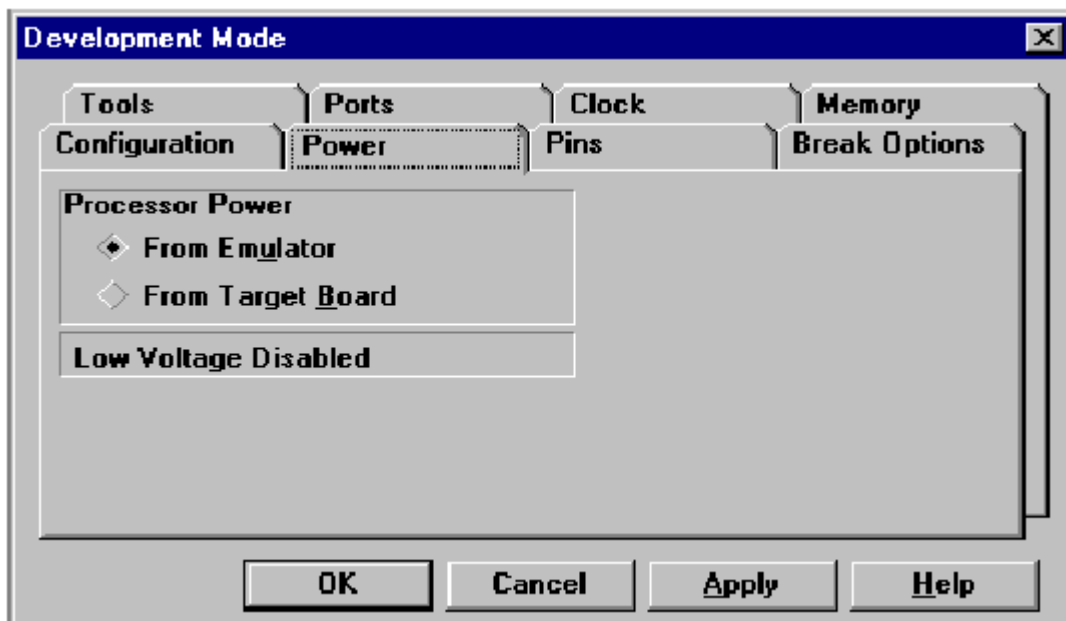 Development Mode
Tools Ports Clock Memory
Configuration Power Pins Break Options
Processor Power
From Emulator
From Target Board
Low Voltage Disabled
OK Cancel Apply Help